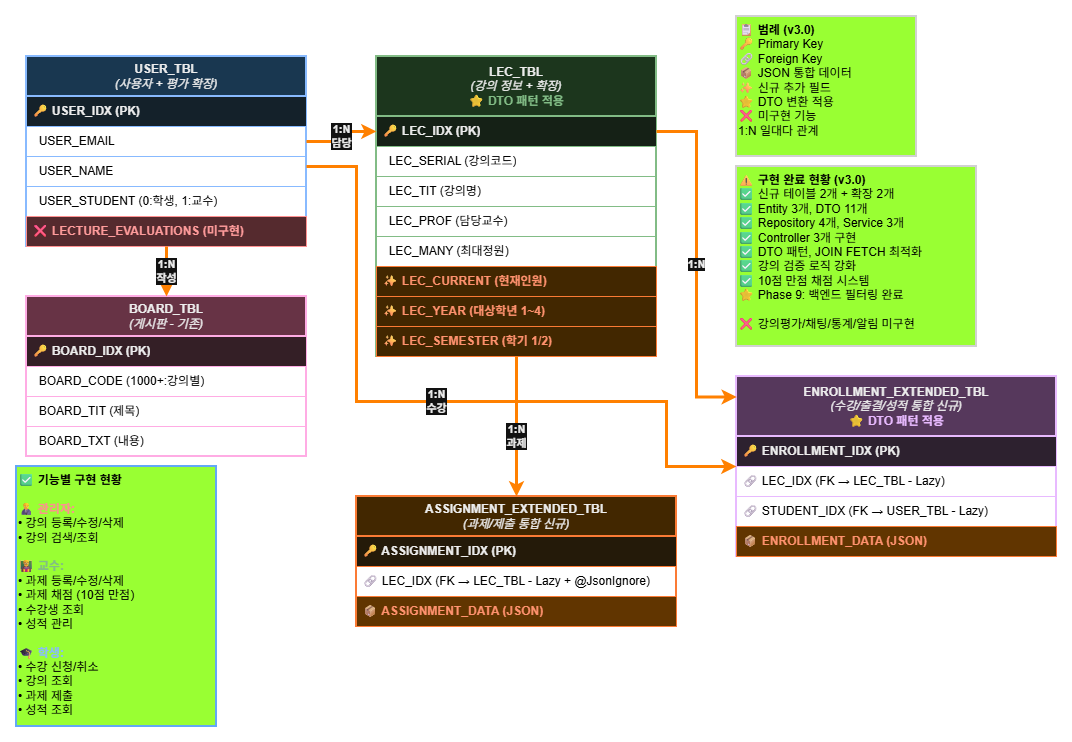 USER_TBL
(사용자 + 평가 확장)
🔑 USER_IDX (PK)
USER_EMAIL
USER_NAME
USER_STUDENT (0:학생, 1:교수)
❌ LECTURE_EVALUATIONS (미구현)
1:N
담당
LEC_TBL
(강의 정보 + 확장)
⭐ DTO 패턴 적용
🔑 LEC_IDX (PK)
LEC_SERIAL (강의코드)
LEC_TIT (강의명)
LEC_PROF (담당교수)
LEC_MANY (최대정원)
✨ LEC_CURRENT (현재인원)
✨ LEC_YEAR (대상학년 1~4)
✨ LEC_SEMESTER (학기 1/2)
📋 범례 (v3.0)
🔑 Primary Key
🔗 Foreign Key
📦 JSON 통합 데이터
✨ 신규 추가 필드
⭐ DTO 변환 적용
❌ 미구현 기능
1:N 일대다 관계
⚠️ 구현 완료 현황 (v3.0)
✅ 신규 테이블 2개 + 확장 2개
✅ Entity 3개, DTO 11개
✅ Repository 4개, Service 3개
✅ Controller 3개 구현
✅ DTO 패턴, JOIN FETCH 최적화
✅ 강의 검증 로직 강화
✅ 10점 만점 채점 시스템
⭐ Phase 9: 백엔드 필터링 완료
❌ 강의평가/채팅/통계/알림 미구현
1:N
1:N
작성
BOARD_TBL
(게시판 - 기존)
🔑 BOARD_IDX (PK)
BOARD_CODE (1000+:강의별)
BOARD_TIT (제목)
BOARD_TXT (내용)
1:N
수강
1:N
과제
ENROLLMENT_EXTENDED_TBL
(수강/출결/성적 통합 신규)
⭐ DTO 패턴 적용
🔑 ENROLLMENT_IDX (PK)
🔗 LEC_IDX (FK → LEC_TBL - Lazy)
🔗 STUDENT_IDX (FK → USER_TBL - Lazy)
📦 ENROLLMENT_DATA (JSON)
ASSIGNMENT_EXTENDED_TBL
(과제/제출 통합 신규)
🔑 ASSIGNMENT_IDX (PK)
🔗 LEC_IDX (FK → LEC_TBL - Lazy + @JsonIgnore)
📦 ASSIGNMENT_DATA (JSON)
✅ 기능별 구현 현황
관리자:
• 강의 등록/수정/삭제
• 강의 검색/조회
교수:
• 과제 등록/수정/삭제
• 과제 채점 (10점 만점)
• 수강생 조회
• 성적 관리
🎓 학생:
• 수강 신청/취소
• 강의 조회
• 과제 제출
• 성적 조회